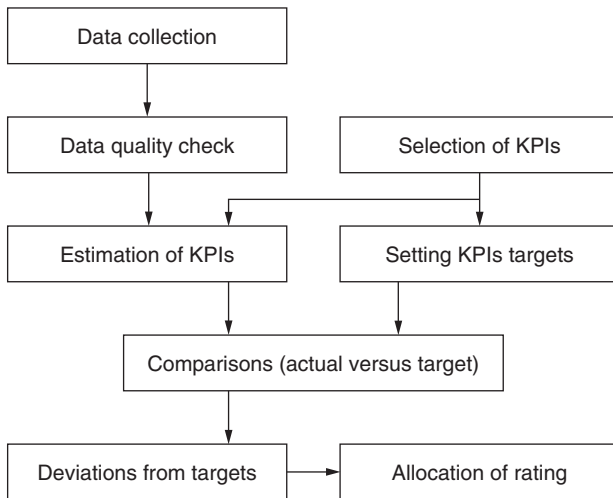 Data collection
Data quality check
Selection of KPIs
Estimation of KPIs
Setting KPIs targets
Comparisons (actual versus target)
Deviations from targets
Allocation of rating